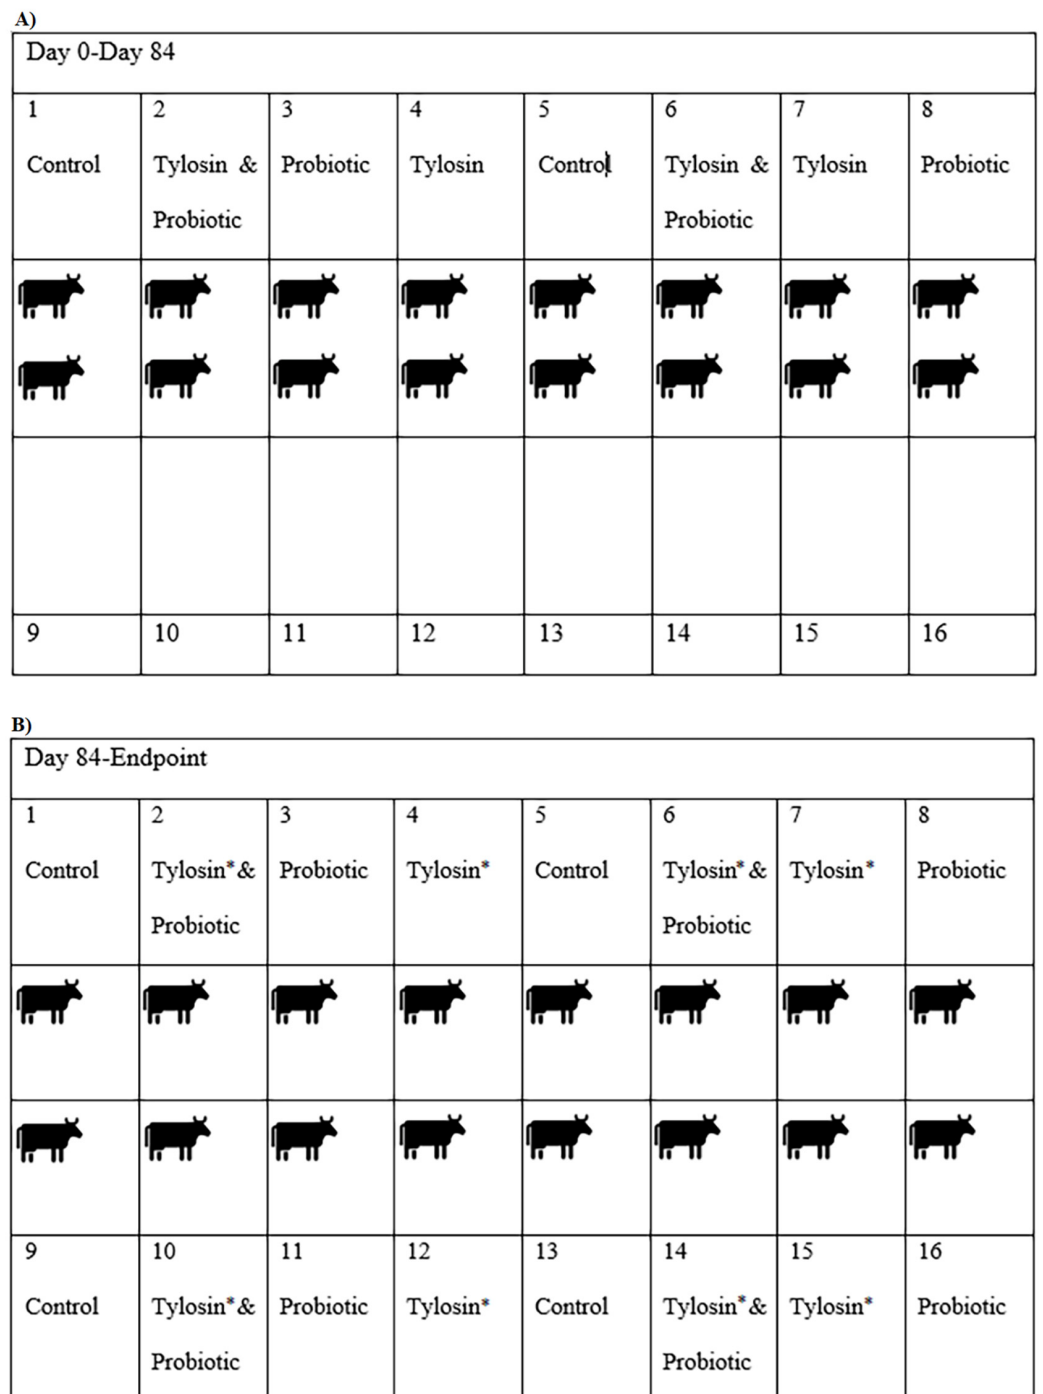 A)
Day 0-Day 84
1 2 3 4 5 6 7 8
Control Tylosin & Probiotic Tylosin Control Tylosin & Tylosin Probiotic
Probiotic Probiotic
9 10 11 12 13 14 15 16
B)
Day 84-Endpoint
1 2 3 4 5 6 7 8
Control Tylosin*& Probiotic Tylosin* Control Tylosin*& Tylosin* Probiotic
Probiotic Probiotic
9 10 11 12 13 14 15 16
Control Tylosin*& Probiotic Tylosin* Control Tylosin*& Tylosin* Probiotic
Probiotic Probiotic